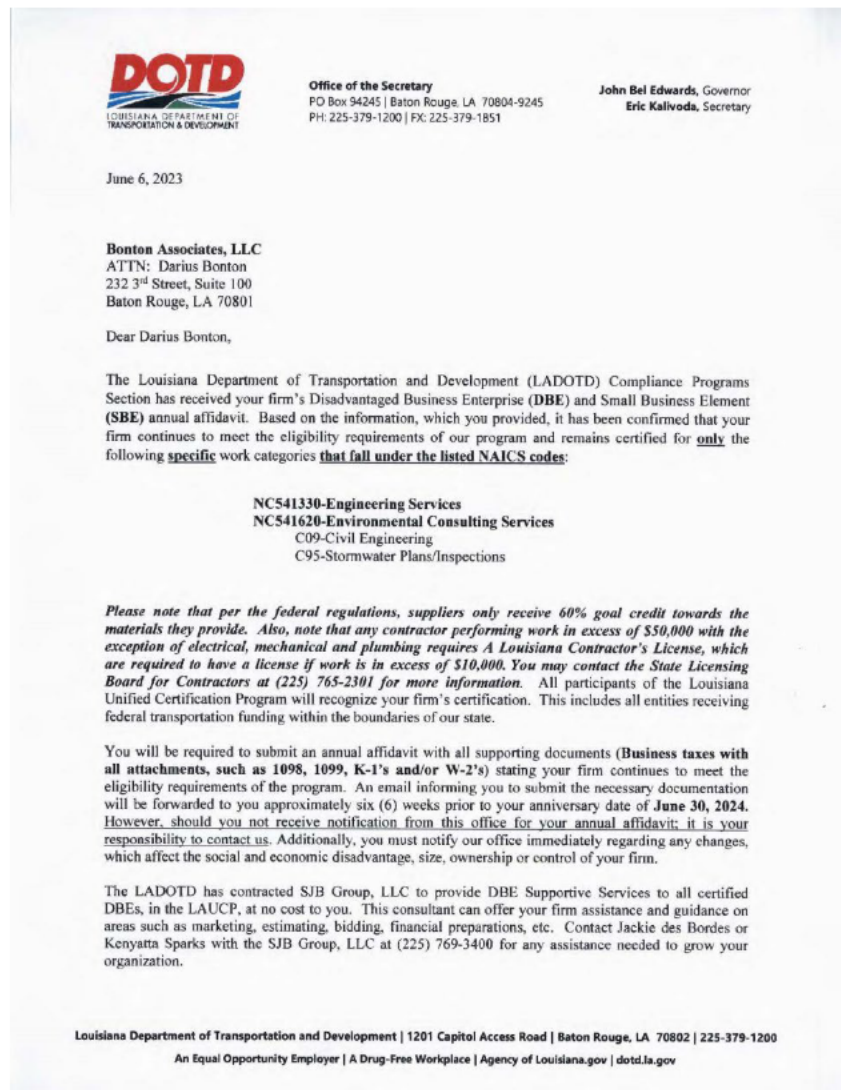 DOTD
LOUISIANA DEPARTMENT OF
TRANSPORTATION & DEVELOPMENT
Office of the Secretary
PO Box 94245 | Baton Rouge, LA 70804-9245
PH: 225-379-1200 | FX: 225-379-1851
John Bel Edwards, Governor
Eric Kalivoda, Secretary
June 6, 2023
Bonton Associates, LLC
ATTN: Darius Bonton
232 3rd Street, Suite 100
Baton Rouge, LA 70801
Dear Darius Bonton,
The Louisiana Department of Transportation and Development (LADOTD) Compliance Programs
Section has received your firm's Disadvantaged Business Enterprise (DBE) and Small Business Element
(SBE) annual affidavit. Based on the information, which you provided, it has been confirmed that your
firm continues to meet the eligibility requirements of our program and remains certified for only the
following specific work categories that fall under the listed NAICS codes:
NC541330-Engineering Services
NC541620-Environmental Consulting Services
C09-Civil Engineering
C95-Stormwater Plans/Inspections
Please note that per the federal regulations, suppliers only receive 60% goal credit towards the
materials they provide. Also, note that any contractor performing work in excess of $50,000 with the
exception of electrical, mechanical and plumbing requires A Louisiana Contractor's License, which
are required to have a license if work is in excess of $10,000. You may contact the State Licensing
Board for Contractors at (225) 765-2301 for more information. All participants of the Louisiana
Unified Certification Program will recognize your firm's certification. This includes all entities receiving
federal transportation funding within the boundaries of our state.
You will be required to submit an annual affidavit with all supporting documents (Business taxes with
all attachments, such as 1098, 1099, K-1's and/or W-2's) stating your firm continues to meet the
eligibility requirements of the program. An email informing you to submit the necessary documentation
will be forwarded to you approximately six (6) weeks prior to your anniversary date of June 30, 2024.
However, should you not receive notification from this office for your annual affidavit; it is your
responsibility to contact us. Additionally, you must notify our office immediately regarding any changes,
which affect the social and economic disadvantage, size, ownership or control of your firm.
The LADOTD has contracted SJB Group, LLC to provide DBE Supportive Services to all certified
DBEs, in the LAUCP, at no cost to you. This consultant can offer your firm assistance and guidance on
areas such as marketing, estimating, bidding, financial preparations, etc. Contact Jackie des Bordes or
Kenyatta Sparks with the SJB Group, LLC at (225) 769-3400 for any assistance needed to grow your
organization.
Louisiana Department of Transportation and Development | 1201 Capitol Access Road | Baton Rouge, LA 70802 | 225-379-1200
An Equal Opportunity Employer | A Drug-Free Workplace | Agency of Louisiana.gov | dotd.la.gov